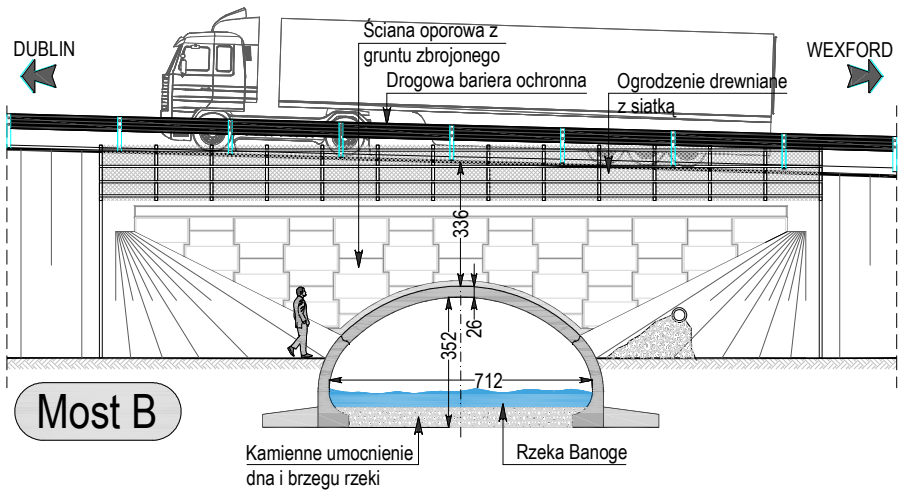 DUBLIN
Ściana oporowa z
gruntu zbrojonego
WEXFORD
Drogowa bariera ochronna
Ogrodzenie drewniane
z siatką
336
26
352
712
Most B
Kamienne umocnienie
dna i brzegu rzeki
Rzeka Banoge